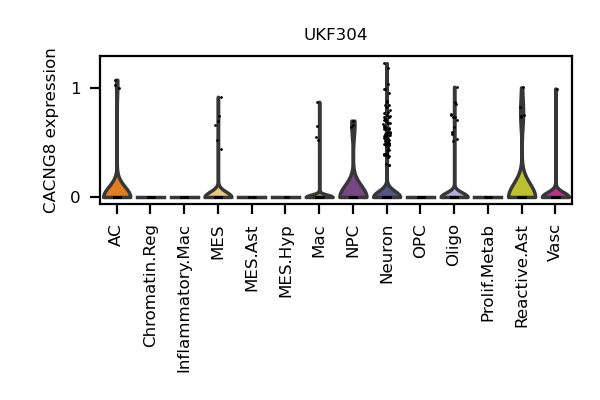 UKF304
CACNG8 expression
1
0
AC
Chromatin.Reg
Inflammatory.Mac
MES
MES.Ast
MES.Hyp
Mac
NPC
Neuron
OPC
Oligo
Prolif.Metab
Reactive.Ast
Vasc